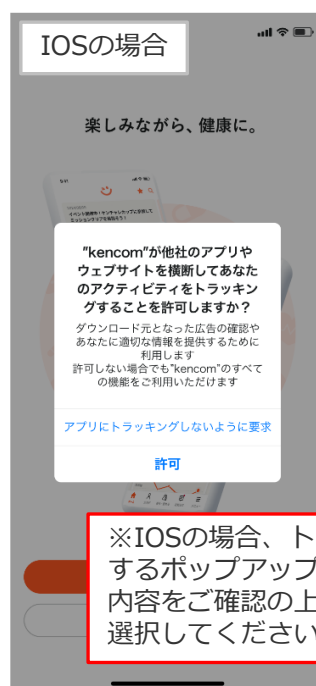 IOSの場合
楽しみながら、健康に。
"kencom"が他社のアプリや
ウェブサイトを横断してあなた
のアクティビティをトラッキン
グすることを許可しますか？
ダウンロード元となった広告の確認や
あなたに適切な情報を提供するために
利用します
許可しない場合でも"kencom"のすべて
の機能をご利用いただけます
アプリにトラッキングしないように要求
許可
※IOSの場合、ト
するポップアップ
内容をご確認の上
選択してください